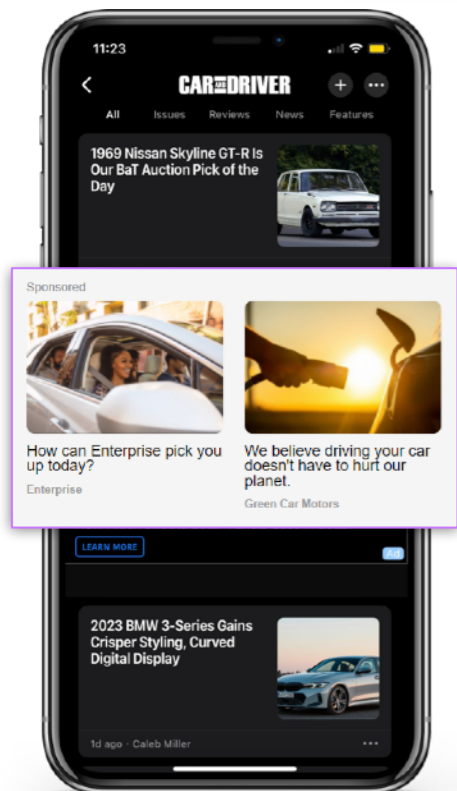 11:23
CAR AND DRIVER
All Issues Reviews News Features
1969 Nissan Skyline GT-R Is
Our BaT Auction Pick of the
Day
Sponsored
How can Enterprise pick you
up today?
Enterprise
We believe driving your car
doesn't have to hurt our
planet.
Green Car Motors
LEARN MORE
Ad
2023 BMW 3-Series Gains
Crisper Styling, Curved
Digital Display
1d ago · Caleb Miller